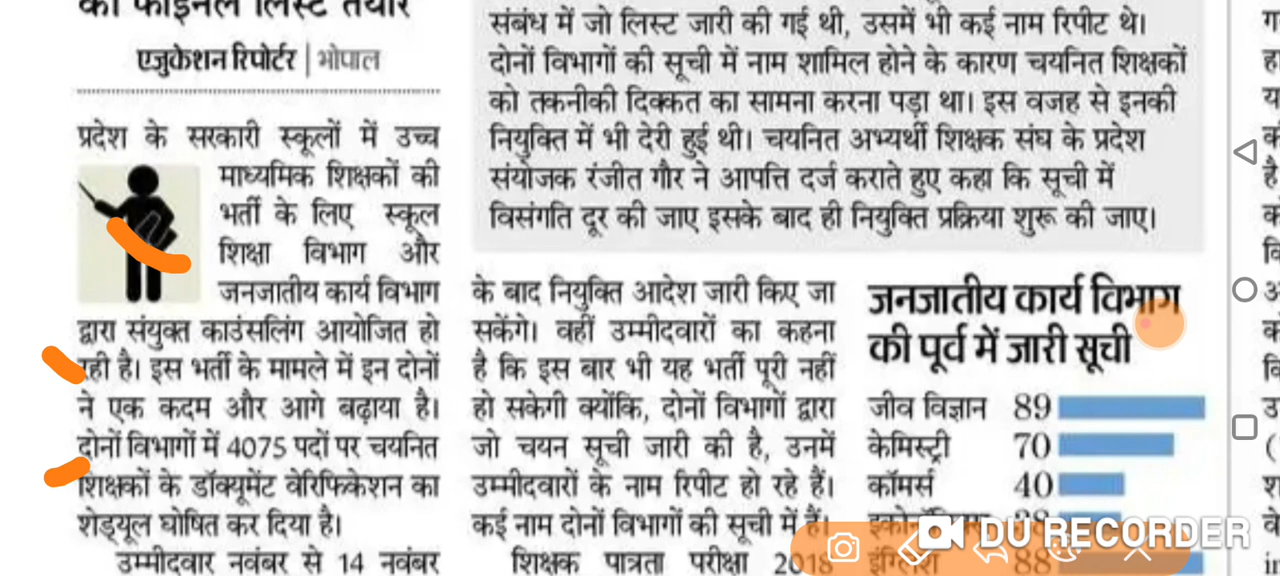 की फाइनल लिस्ट तैयार
एजुकेशन रिपोर्टर | भोपाल
प्रदेश के सरकारी स्कूलों में उच्च
माध्यमिक शिक्षकों की
भर्ती के लिए स्कूल
शिक्षा विभाग और
जनजातीय कार्य विभाग
द्वारा संयुक्त काउंसलिंग आयोजित हो
रही है। इस भर्ती के मामले में इन दोनों
ने एक कदम और आगे बढ़ाया है।
दोनों विभागों में 4075 पदों पर चयनित
शिक्षकों के डॉक्यूमेंट वेरिफिकेशन का
शेड्यूल घोषित कर दिया है।
उम्मीदवार नवंबर से 14 नवंबर
संबंध में जो लिस्ट जारी की गई थी, उसमें भी कई नाम रिपीट थे।
दोनों विभागों की सूची में नाम शामिल होने के कारण चयनित शिक्षकों
को तकनीकी दिक्कत का सामना करना पड़ा था। इस वजह से इनकी
नियुक्ति में भी देरी हुई थी। चयनित अभ्यर्थी शिक्षक संघ के प्रदेश
संयोजक रंजीत गौर ने आपत्ति दर्ज कराते हुए कहा कि सूची में
विसंगति दूर की जाए इसके बाद ही नियुक्ति प्रक्रिया शुरू की जाए।
के बाद नियुक्ति आदेश जारी किए जा
सकेंगे। वहीं उम्मीदवारों का कहना
है कि इस बार भी यह भर्ती पूरी नहीं
हो सकेगी क्योंकि, दोनों विभागों द्वारा
जो चयन सूची जारी की है, उनमें
उम्मीदवारों के नाम रिपीट हो रहे हैं।
कई नाम दोनों विभागों की सूची में हैं।
शिक्षक पात्रता परीक्षा 2018
जनजातीय कार्य विभाग
की पूर्व में जारी सूची
जीव विज्ञान 89
केमिस्ट्री 70
कॉमर्स 40
इंग्लिश 88
DU RECORDER